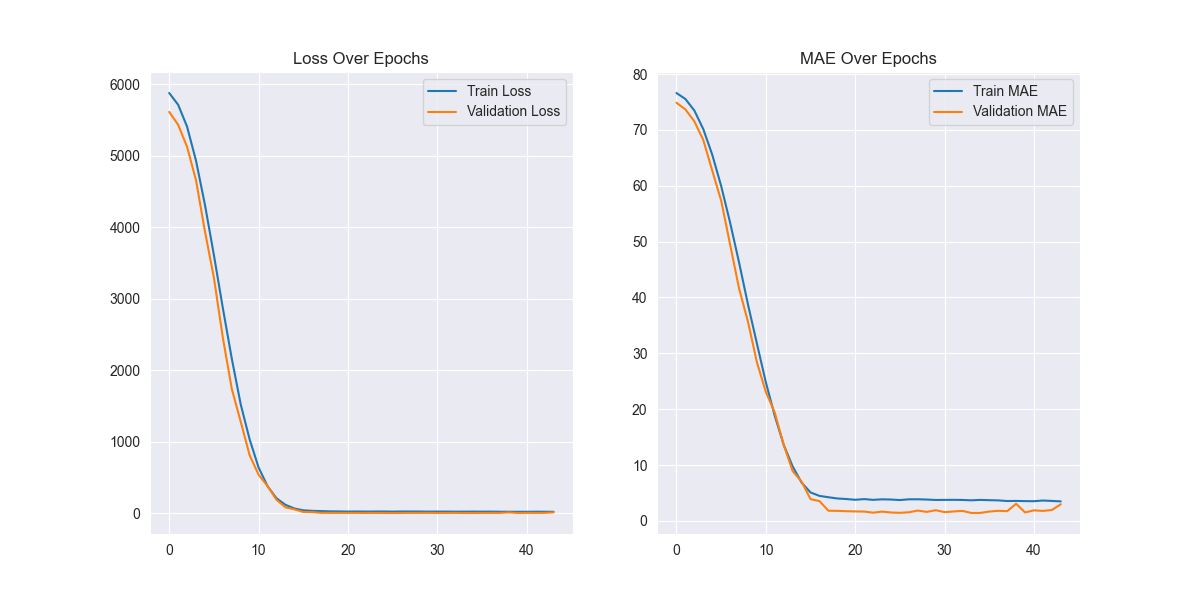 Loss Over Epochs
6000
5000
4000
3000
2000
1000
0
0 10 20 30 40
Train Loss
Validation Loss
MAE Over Epochs
80
70
60
50
40
30
20
10
0
0 10 20 30 40
Train MAE
Validation MAE